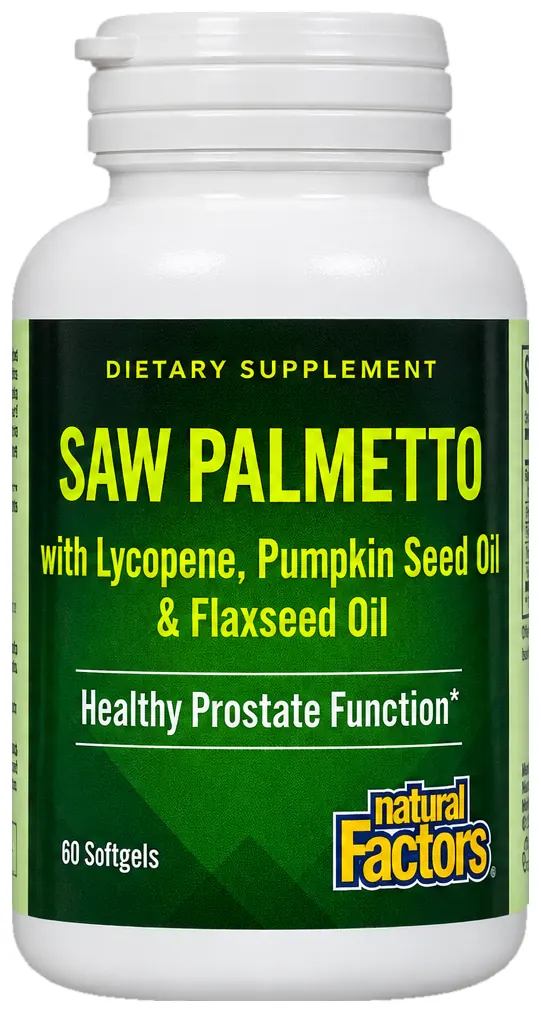 DIETARY SUPPLEMENT
SAW PALMETTO
with Lycopene, Pumpkin Seed Oil
& Flaxseed Oil
Healthy Prostate Function*
60 Softgels
natural
Factors®